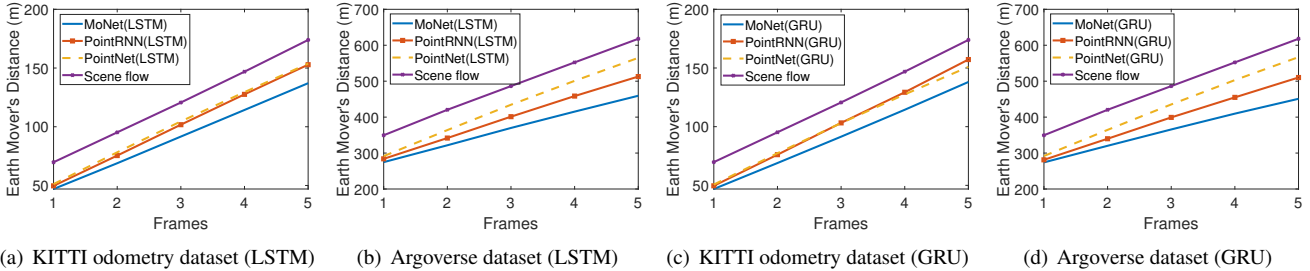 Earth Mover's Distance (m)
200
150
100
50
MoNet(LSTM)
PointRNN(LSTM)
PointNet(LSTM)
Scene flow
1 2 3 4 5
Frames
(a) KITTI odometry dataset (LSTM)
Earth Mover's Distance (m)
700
600
500
400
300
200
MoNet(LSTM)
PointRNN(LSTM)
PointNet(LSTM)
Scene flow
1 2 3 4 5
Frames
(b) Argoverse dataset (LSTM)
Earth Mover's Distance (m)
200
150
100
50
MoNet(GRU)
PointRNN(GRU)
PointNet(GRU)
Scene flow
1 2 3 4 5
Frames
(c) KITTI odometry dataset (GRU)
Earth Mover's Distance (m)
700
600
500
400
300
200
MoNet(GRU)
PointRNN(GRU)
PointNet(GRU)
Scene flow
1 2 3 4 5
Frames
(d) Argoverse dataset (GRU)